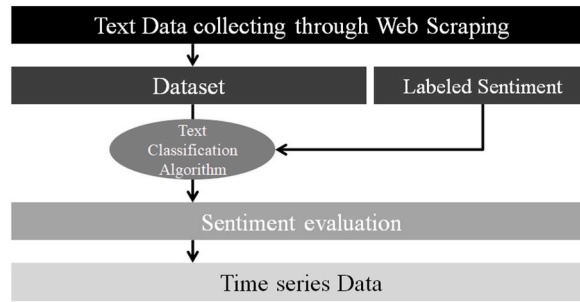 Text Data collecting through Web Scraping
Dataset
Labeled Sentiment
Text
Classification
Algorithm
Sentiment evaluation
Time series Data